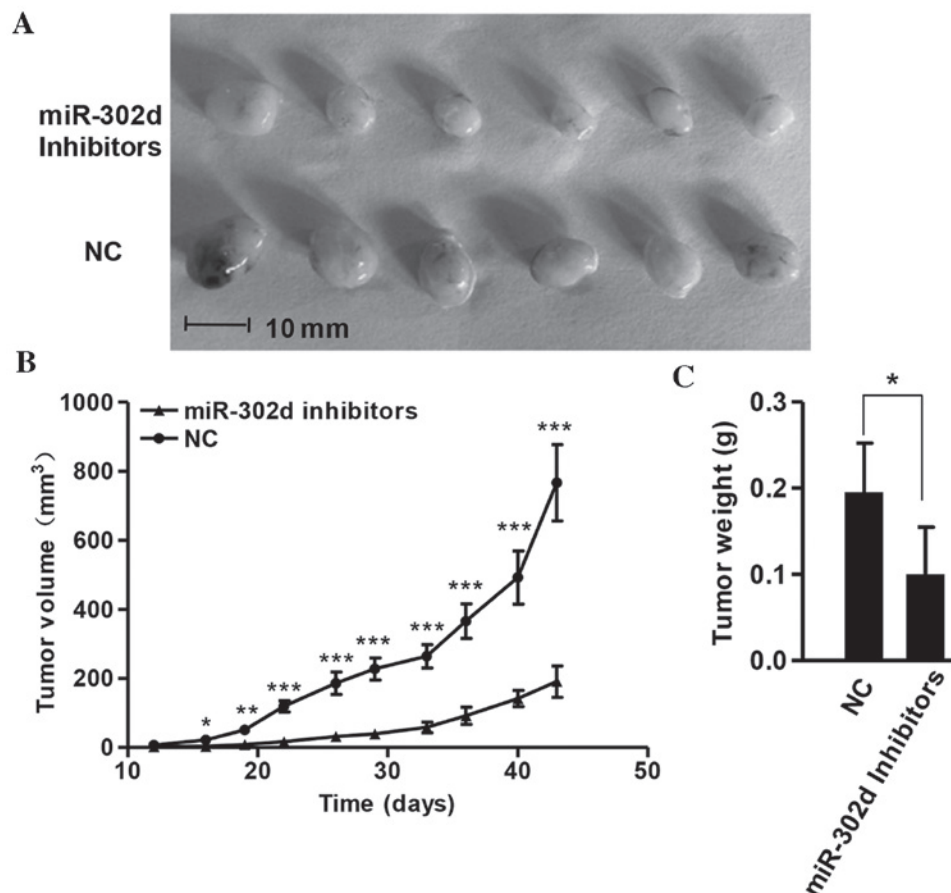 A
miR-302d
Inhibitors
NC
10 mm
B
1000
800
600
400
200
0
Tumor volume (mm³)
miR-302d inhibitors
NC
*
**
***
***
***
***
***
***
***
10
20
30
40
50
Time (days)
C
*
0.3
0.2
0.1
0.0
Tumor weight (g)
NC
miR-302d Inhibitors